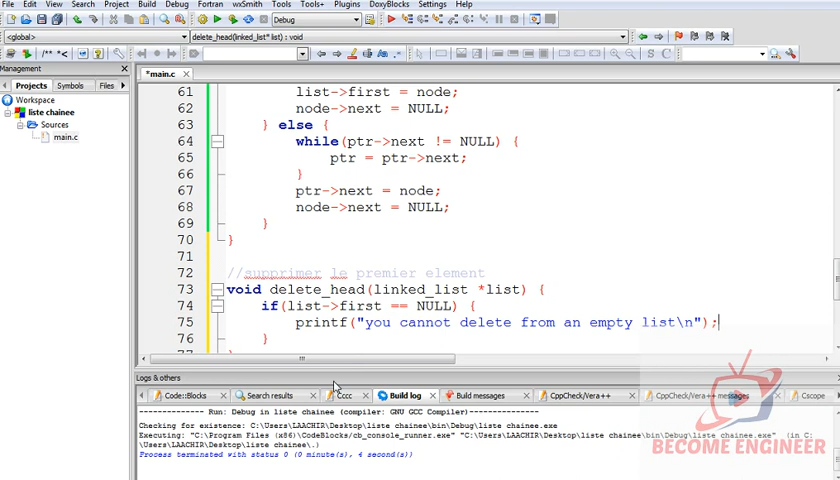 File Edit View Search Project Build Debug Fortran wxSmith Tools Tools+ Plugins DoxyBlocks Settings Help
Debug
<global> delete_head(linked_list* list) : void
/** *<
Management
*main.c
Projects Symbols Files
Workspace
liste chainee
Sources
main.c
61 list->first = node;
62 node->next = NULL;
63 } else {
64 while(ptr->next != NULL) {
65 ptr = ptr->next;
66 }
67 ptr->next = node;
68 node->next = NULL;
69 }
70 }
71
72 //supprimer le premier element
73 void delete_head(linked_list *list) {
74 if(list->first == NULL) {
75 printf("you cannot delete from an empty list\n");
76 }
77 }
Logs & others
Code::Blocks Search results Cccc Build log Build messages CppCheck/Vera++ CppCheck/Vera++ messages Cscope
-------------- Run: Debug in liste chainee (compiler: GNU GCC Compiler)---------------
Checking for existence: C:\Users\LAACHIR\Desktop\liste chainee\bin\Debug\liste chainee.exe
Executing: "C:\Program Files (x86)\CodeBlocks/cb_console_runner.exe" "C:\Users\LAACHIR\Desktop\liste chainee\bin\Debug\liste chainee.exe" (in C:
\Users\LAACHIR\Desktop\liste chainee\.)
Process terminated with status 0 (0 minute(s), 4 second(s))
BECOME ENGINEER